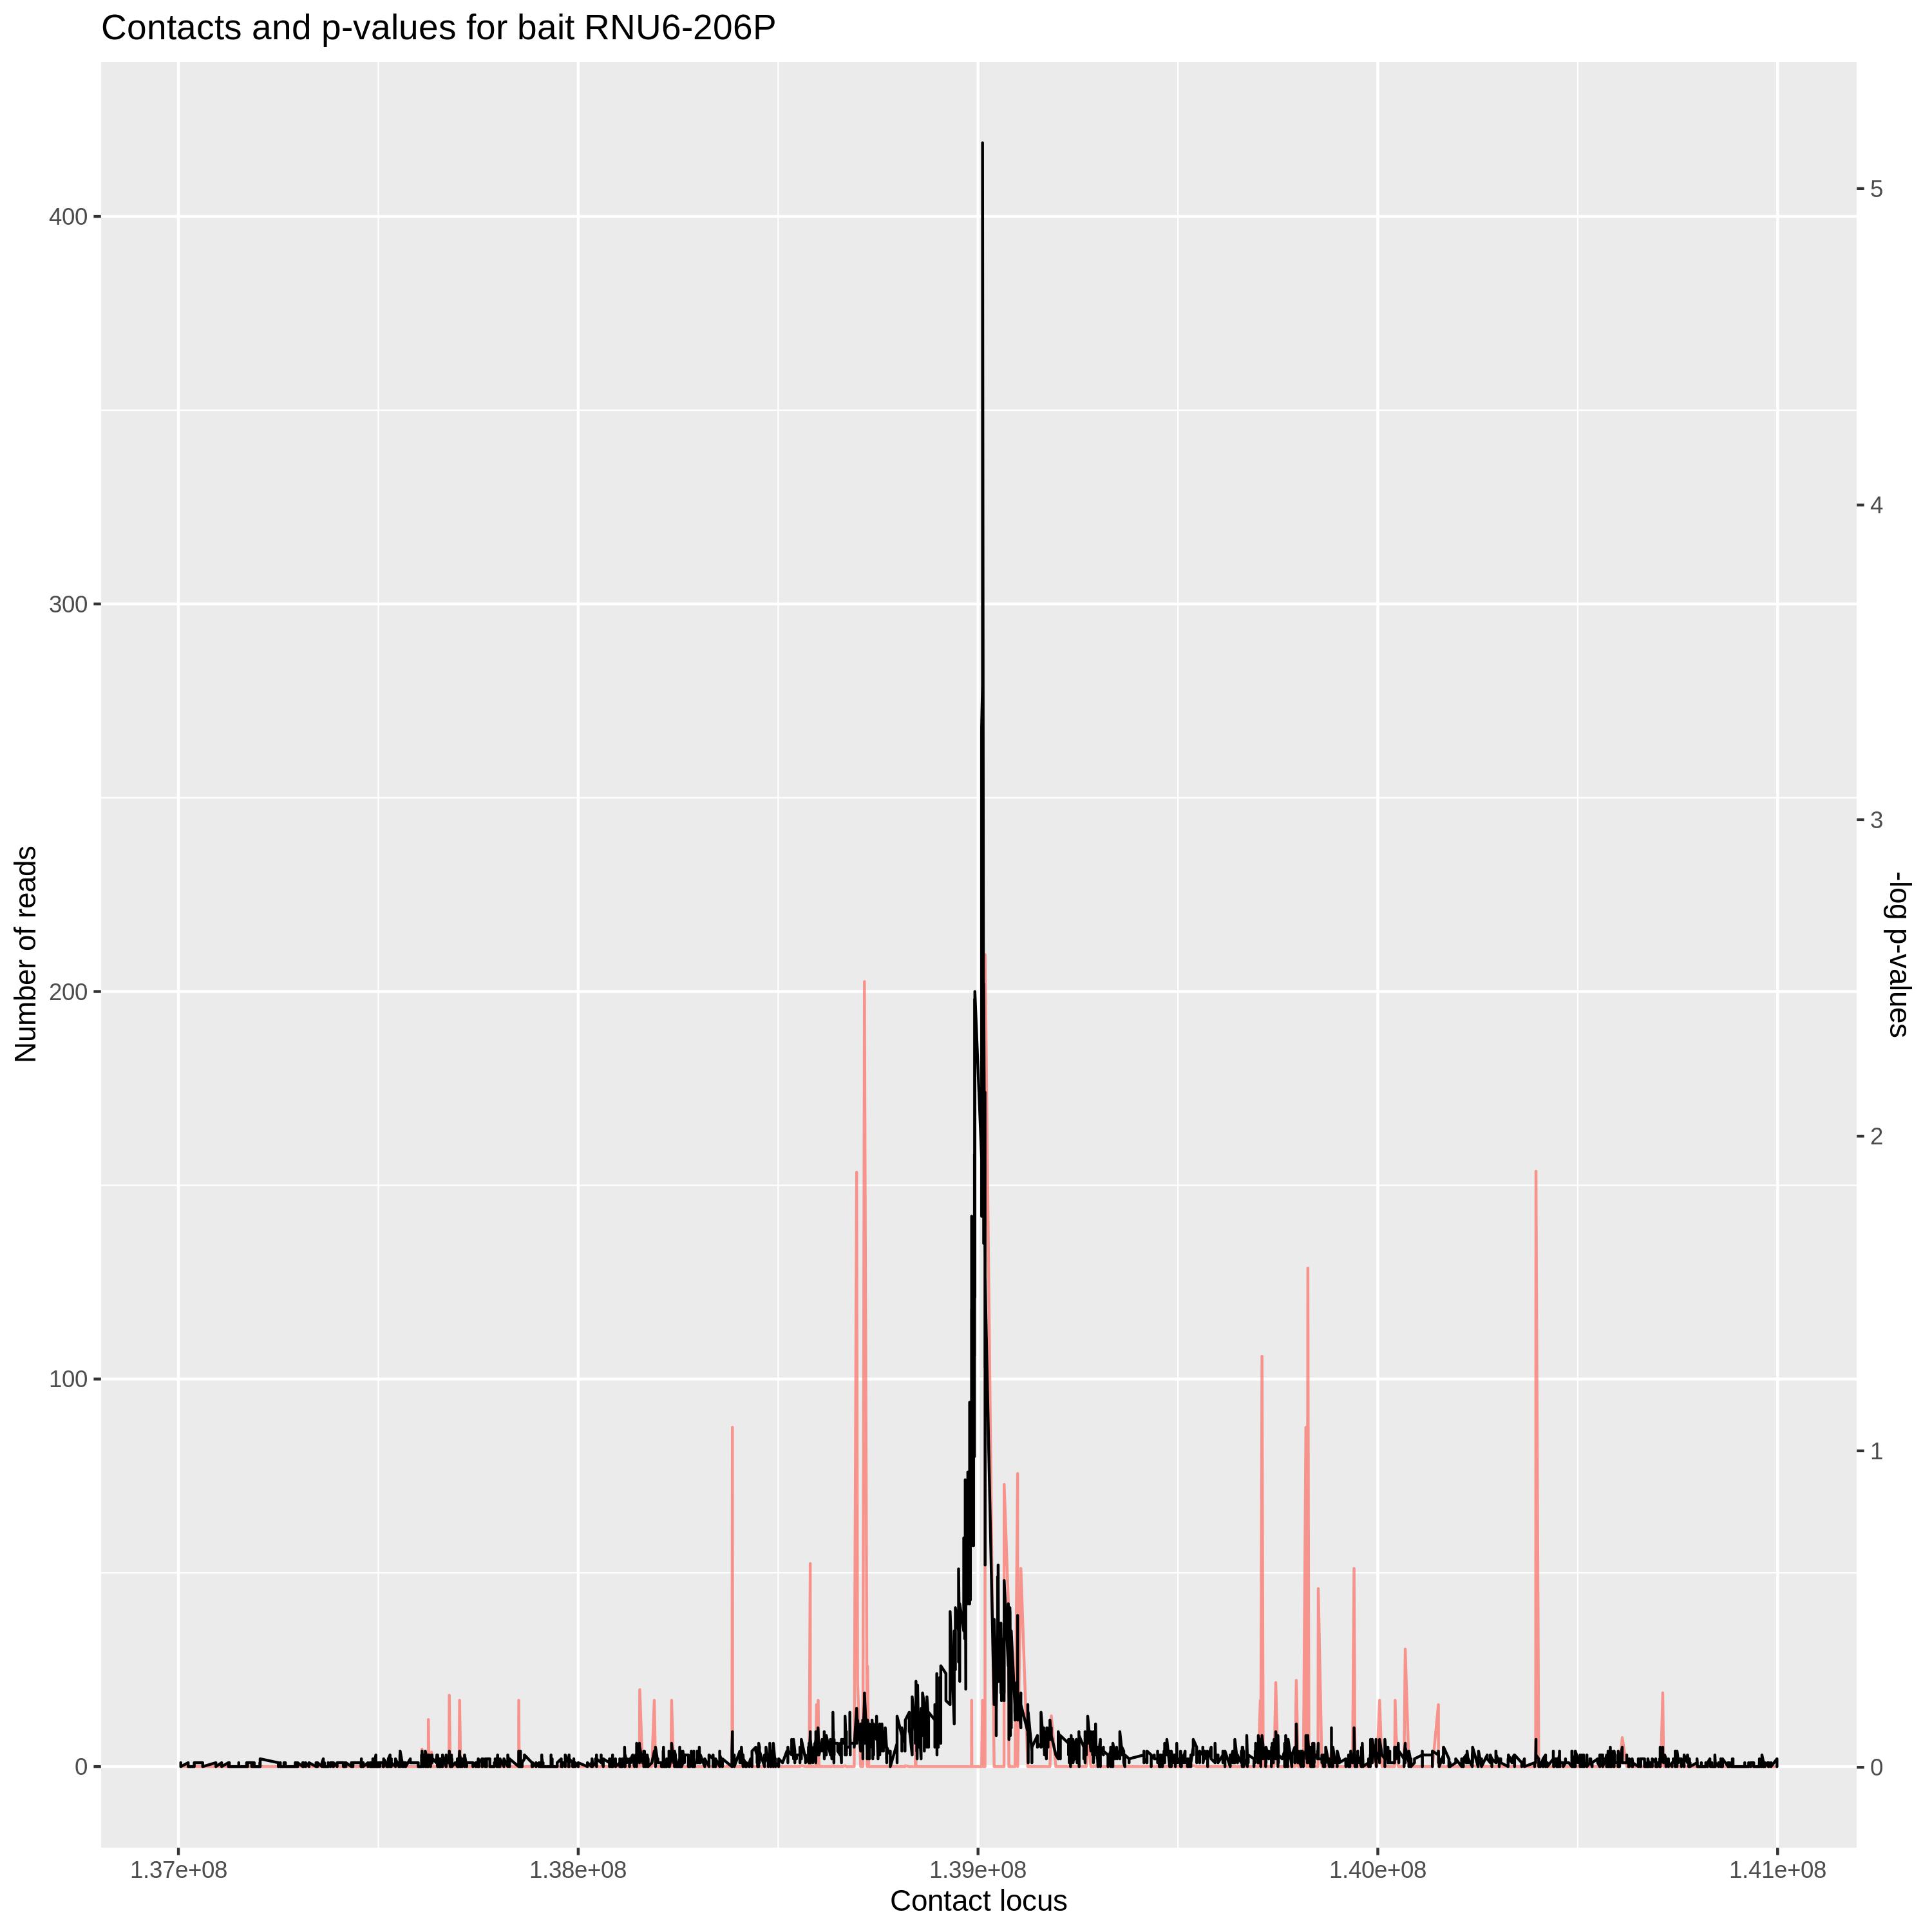 Contacts and p-values for bait RNU6-206P
400
300
200
100
0
5
4
3
2
1
0
Number of reads
-log p-values
1.37e+08 1.38e+08 1.39e+08 1.40e+08 1.41e+08
Contact locus